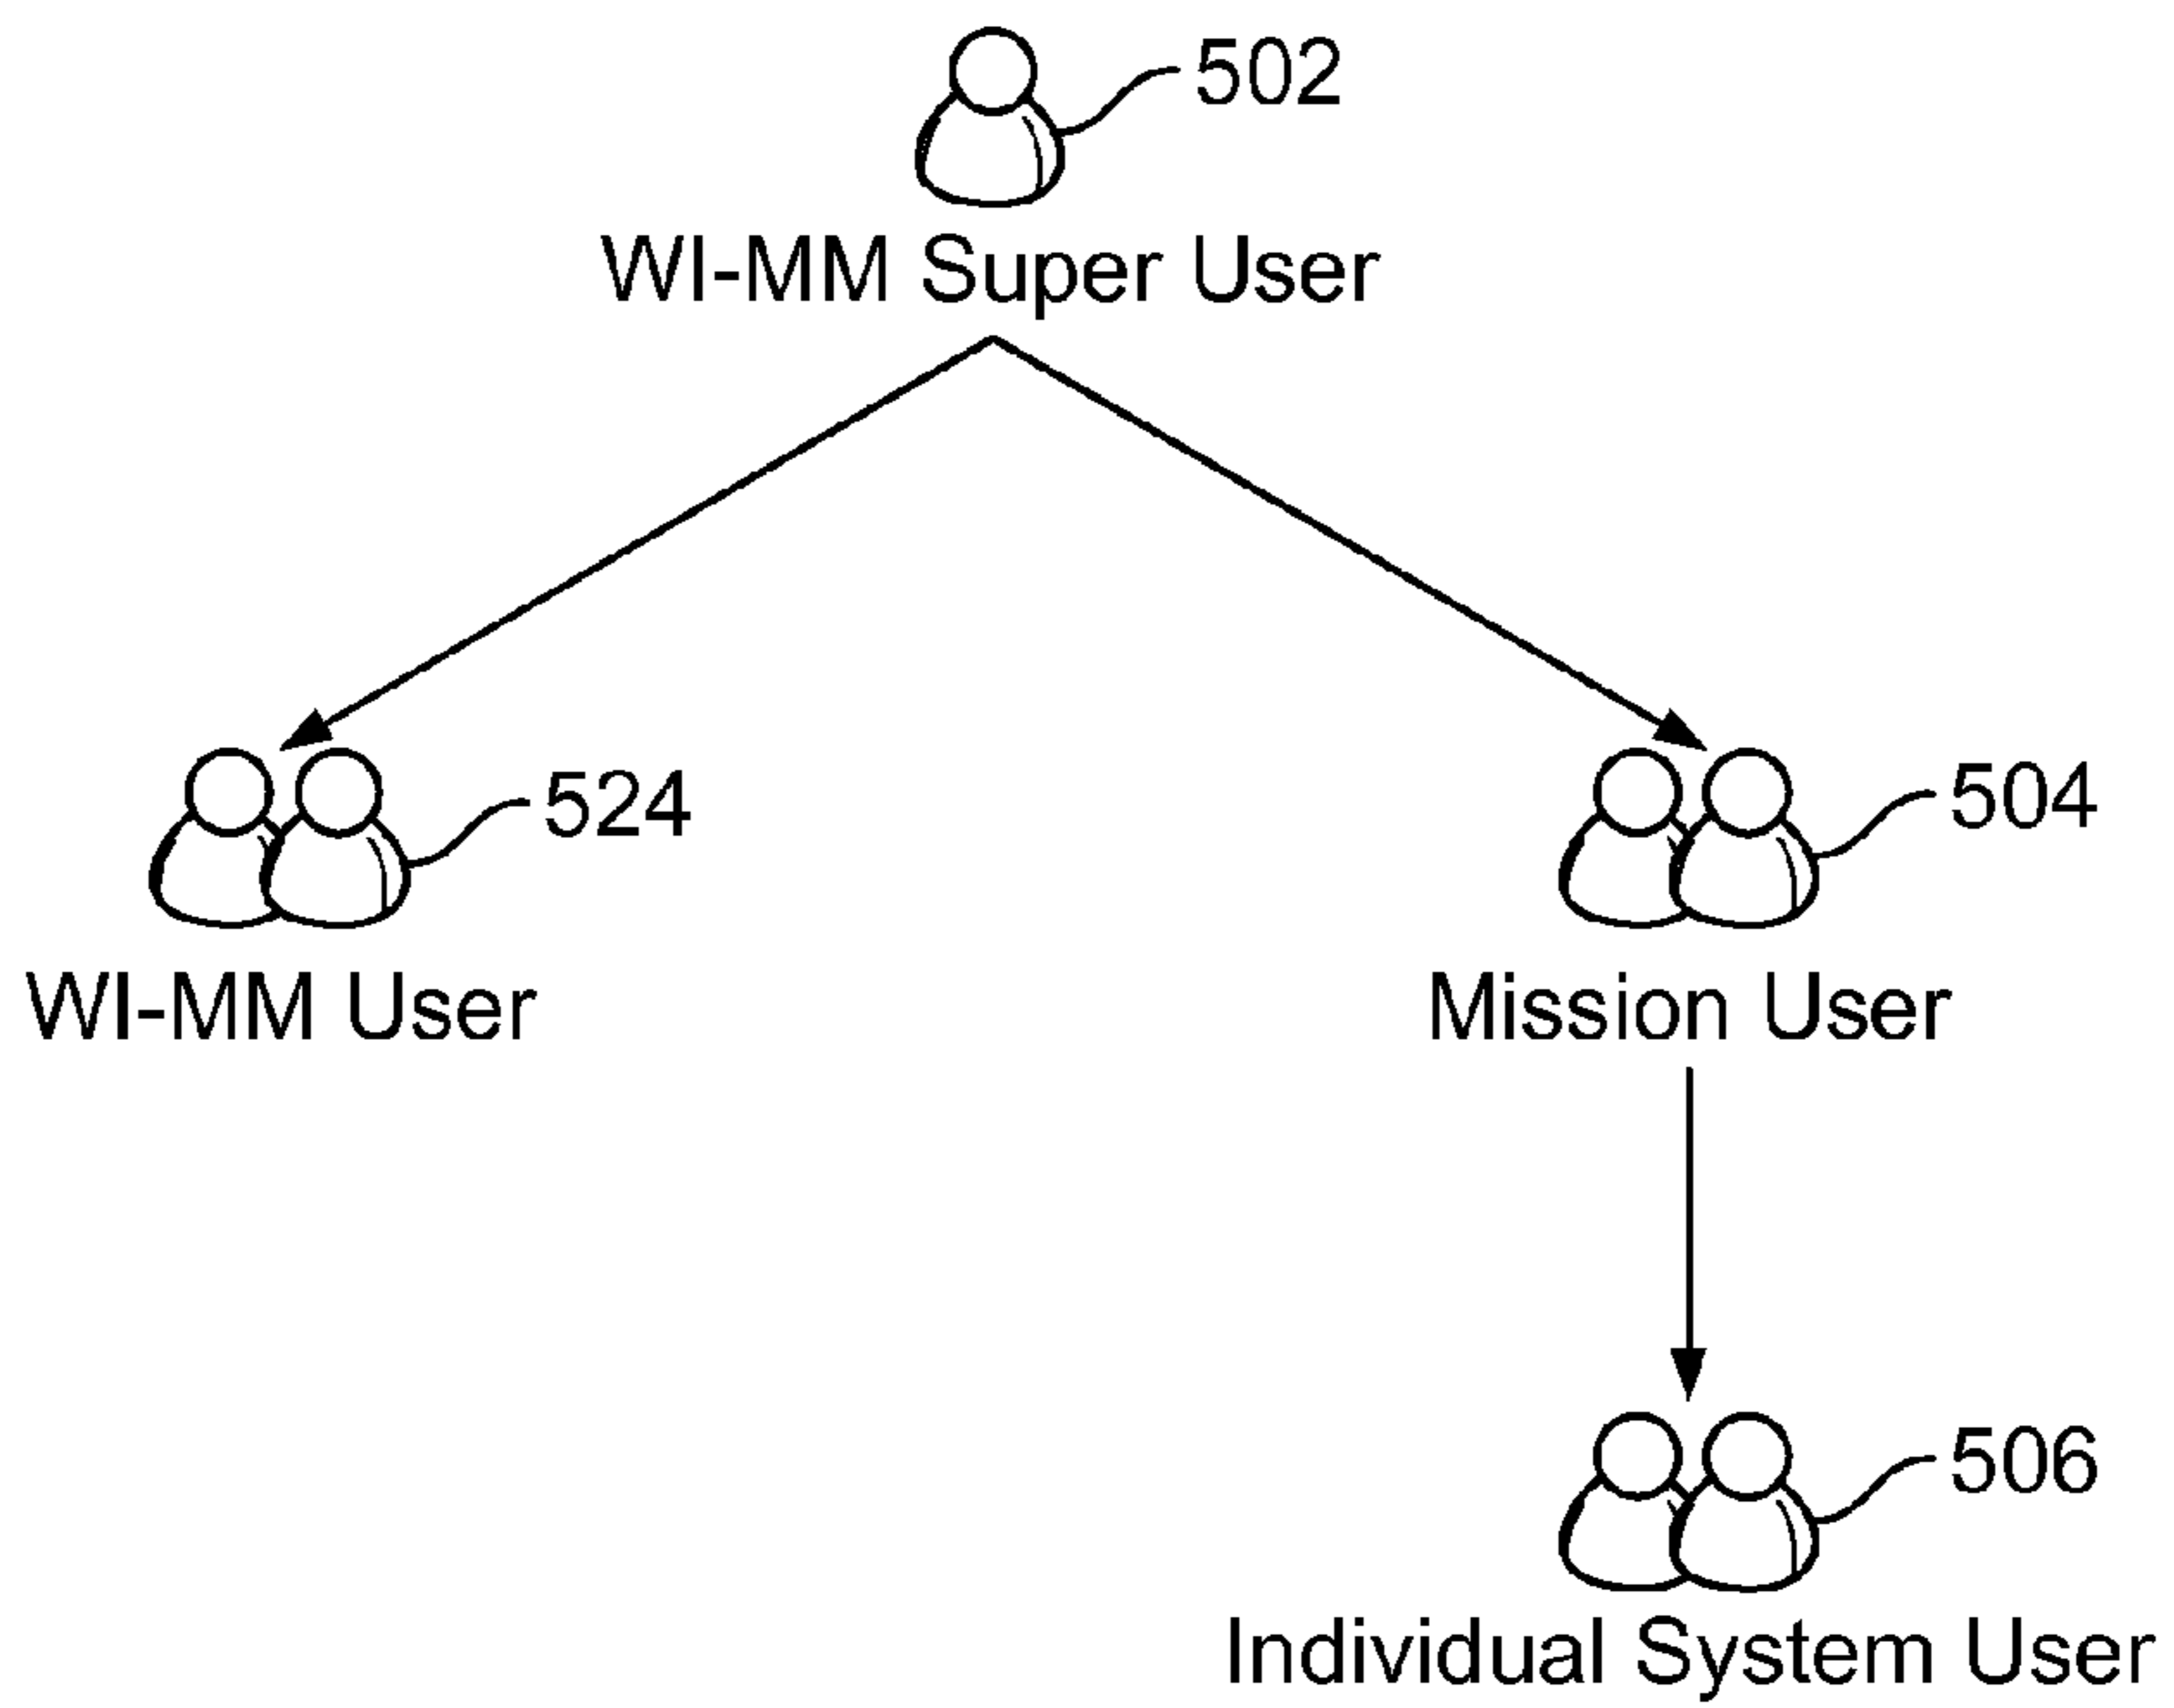 502
WI-MM Super User
524
504
WI-MM User
Mission User
506
Individual System User